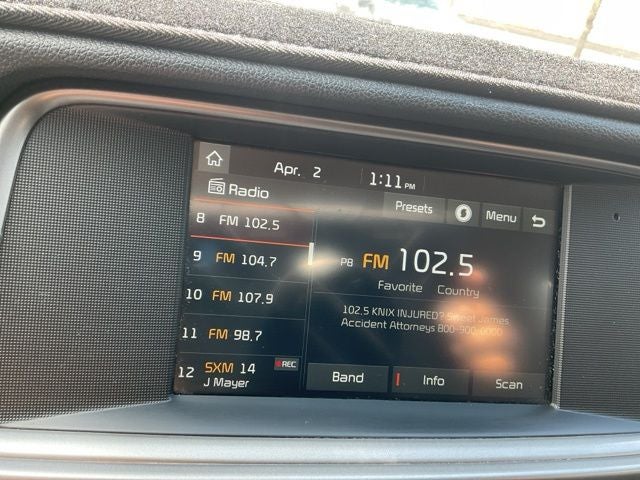 Apr. 2 1:11 PM
Radio
Presets Menu
8 FM 102.5
9 FM 104.7
10 FM 107.9
11 FM 98.7
12 SXM 14 REC
J Mayer
P8 FM 102.5
Favorite Country
102.5 KNIX INJURED? Sweet James
Accident Attorneys 800-900-0000
Band Info Scan